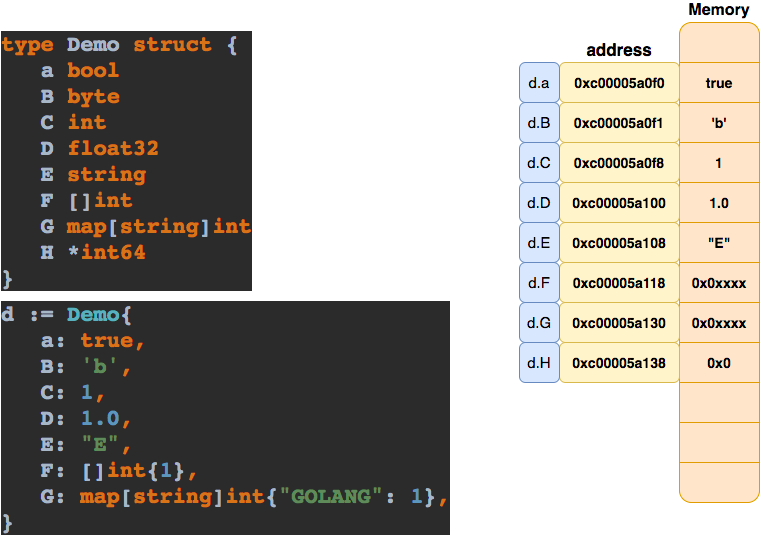 type Demo struct {
a bool
B byte
C int
D float32
E string
F []int
G map[string]int
H *int64
}
d := Demo{
a: true,
B: 'b',
C: 1,
D: 1.0,
E: "E",
F: []int{1},
G: map[string]int{"GOLANG": 1},
}
Memory
address
d.a 0xc00005a0f0 true
d.B 0xc00005a0f1 'b'
d.C 0xc00005a0f8 1
d.D 0xc00005a100 1.0
d.E 0xc00005a108 "E"
d.F 0xc00005a118 0x0xxxx
d.G 0xc00005a130 0x0xxxx
d.H 0xc00005a138 0x0